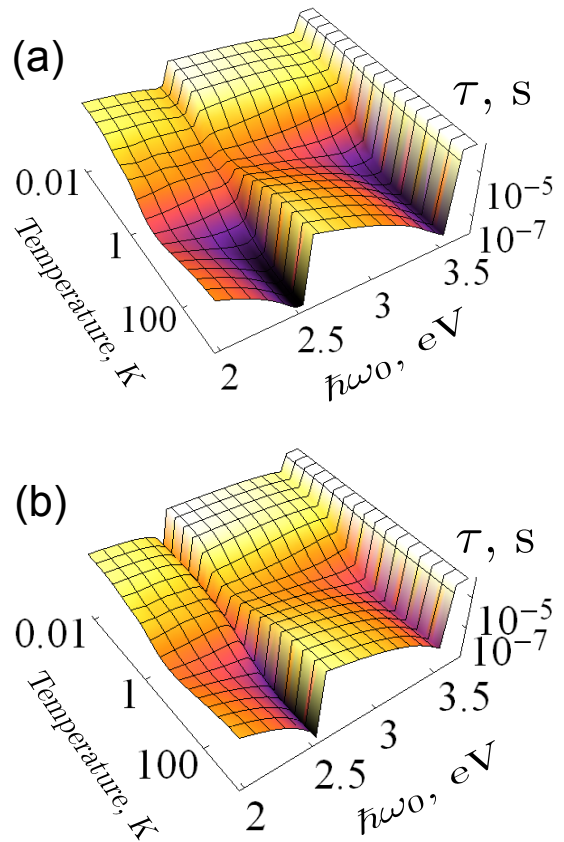 (a)
τ, s
10⁻⁵
10⁻⁷
0.01
1
100
Temperature, K
2
2.5
3
3.5
ℏω₀, eV
(b)
τ, s
10⁻⁵
10⁻⁷
0.01
1
100
Temperature, K
2
2.5
3
3.5
ℏω₀, eV